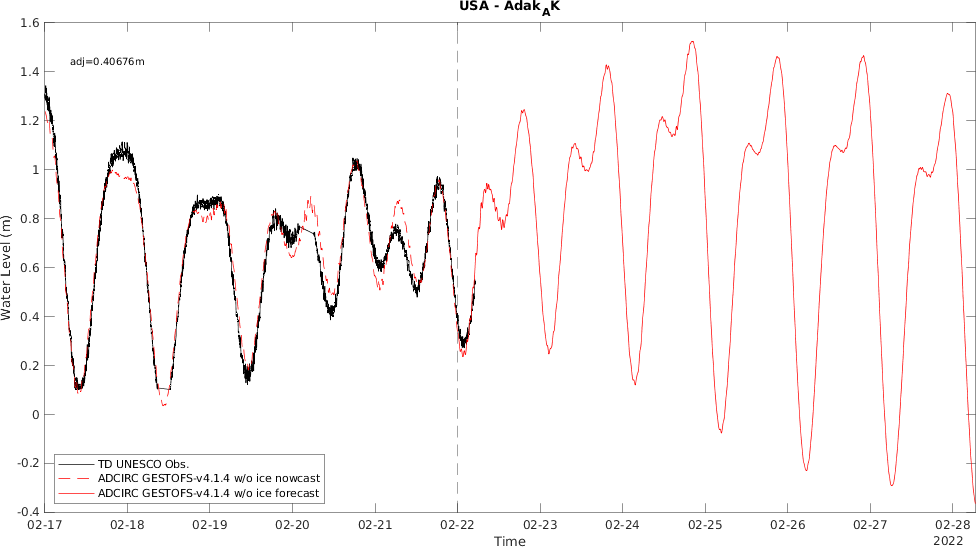 USA - Adak_AK
adj=0.40676m
1.6
1.4
1.2
1
0.8
0.6
0.4
0.2
0
-0.2
-0.4
Water Level (m)
TD UNESCO Obs.
ADCIRC GESTOFS-v4.1.4 w/o ice nowcast
ADCIRC GESTOFS-v4.1.4 w/o ice forecast
02-17 02-18 02-19 02-20 02-21 02-22 02-23 02-24 02-25 02-26 02-27 02-28
Time
2022